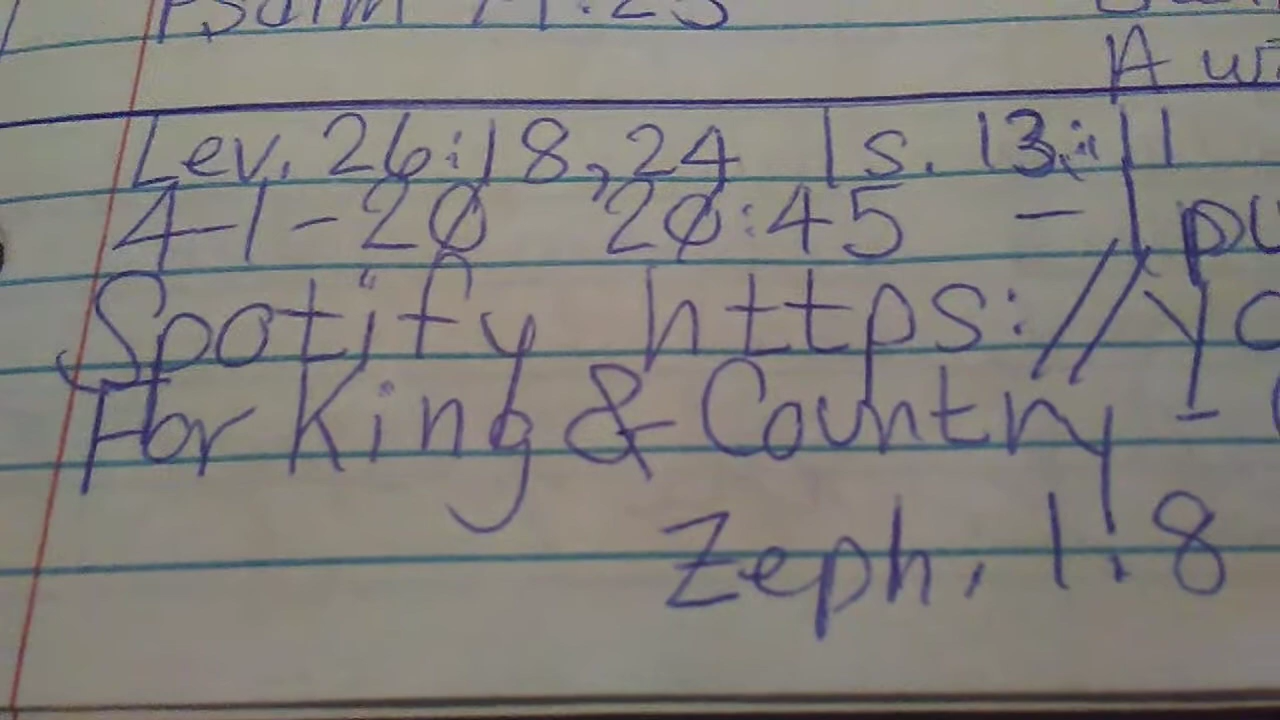 A
Lev. 26:18,24 Is. 13:11
4-1-20 20:45 -
Spotify https://
For King & Country -
Zeph. 1:8